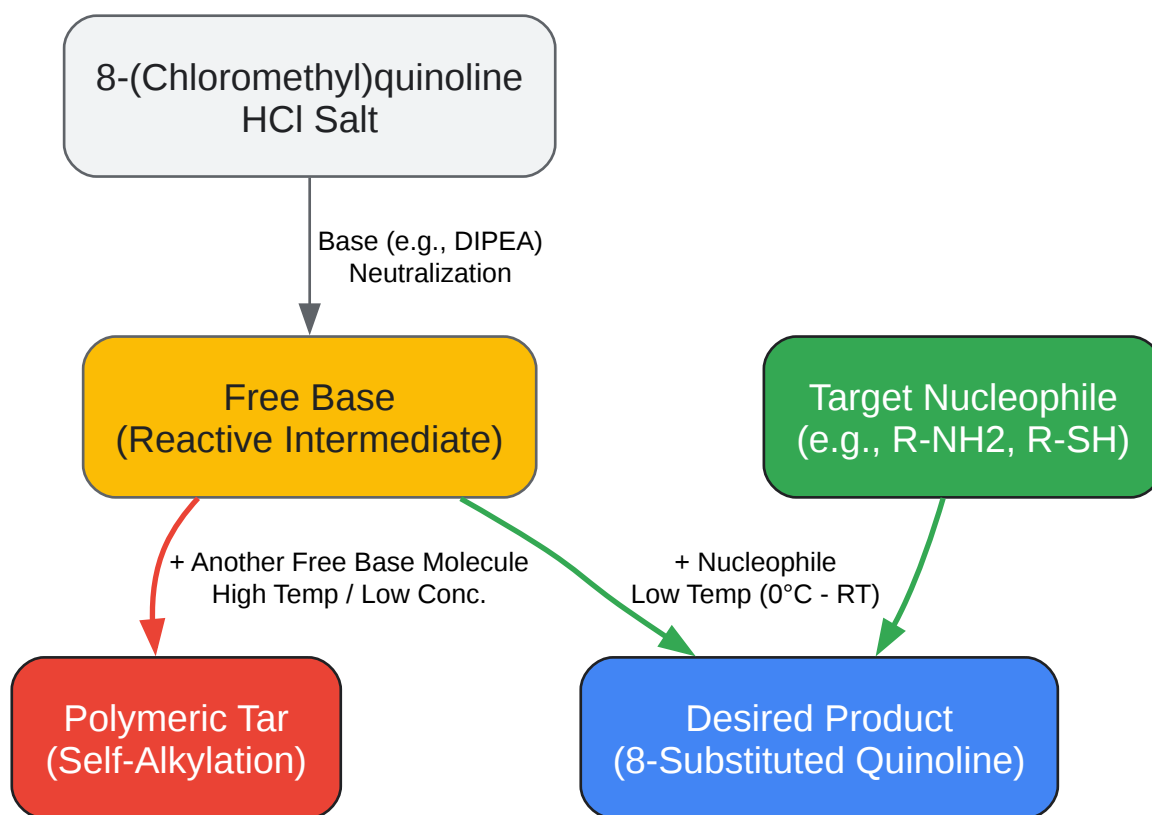 8-(Chloromethyl)quinoline
HCl Salt
Base (e.g., DIPEA)
Neutralization
Free Base
(Reactive Intermediate)
Target Nucleophile
(e.g., R-NH2, R-SH)
+ Another Free Base Molecule
High Temp / Low Conc.
+ Nucleophile
Low Temp (0°C - RT)
Polymeric Tar
(Self-Alkylation)
Desired Product
(8-Substituted Quinoline)